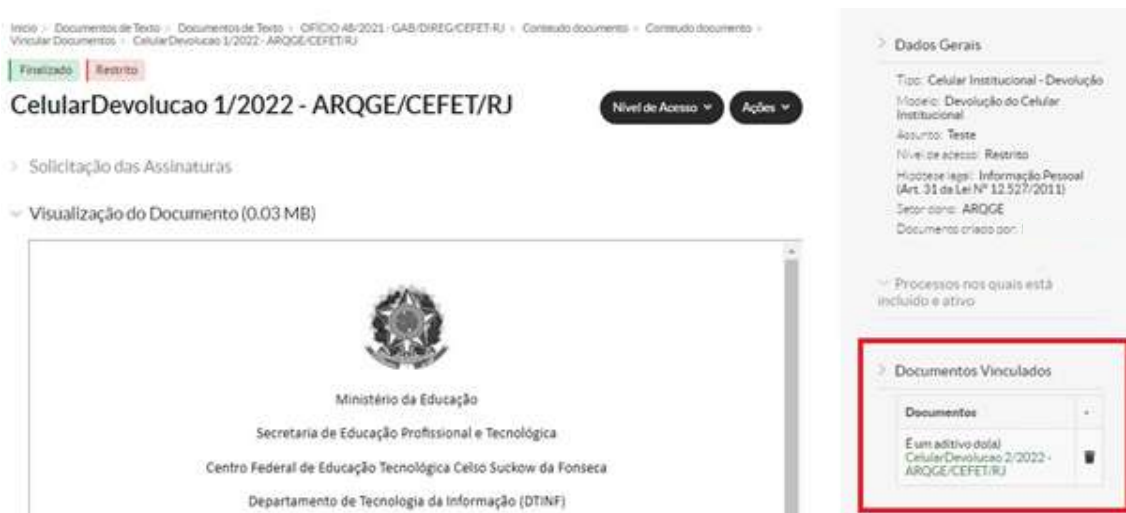 Início > Documentos de Texto > Documentos de Texto > OFÍCIO 48/2021 - GAB/DIREG/CEFET-RJ > Conteudo documento > Conteudo documento >
Vincular Documentos > CelularDevolucao 1/2022 - ARQGE/CEFET/RJ
Finalizado Restrito
CelularDevolucao 1/2022 - ARQGE/CEFET/RJ
Nível de Acesso Ações
Solicitação das Assinaturas
Visualização do Documento (0.03 MB)
Ministério da Educação
Secretaria de Educação Profissional e Tecnológica
Centro Federal de Educação Tecnológica Celso Suckow da Fonseca
Departamento de Tecnologia da Informação (DTINF)
Dados Gerais
Tipo: Celular Institucional - Devolução
Modelo: Devolução do Celular
Institucional
Assunto: Teste
Nível de acesso: Restrito
Hipótese legal: Informação Pessoal
(Art. 31 da Lei Nº 12.527/2011)
Setor dono: ARQGE
Documento criado por:
Processos nos quais está
incluído e ativo
Documentos Vinculados
Documentos -
É um aditivo do(a)
CelularDevolucao 2/2022 -
ARQGE/CEFET/RJ